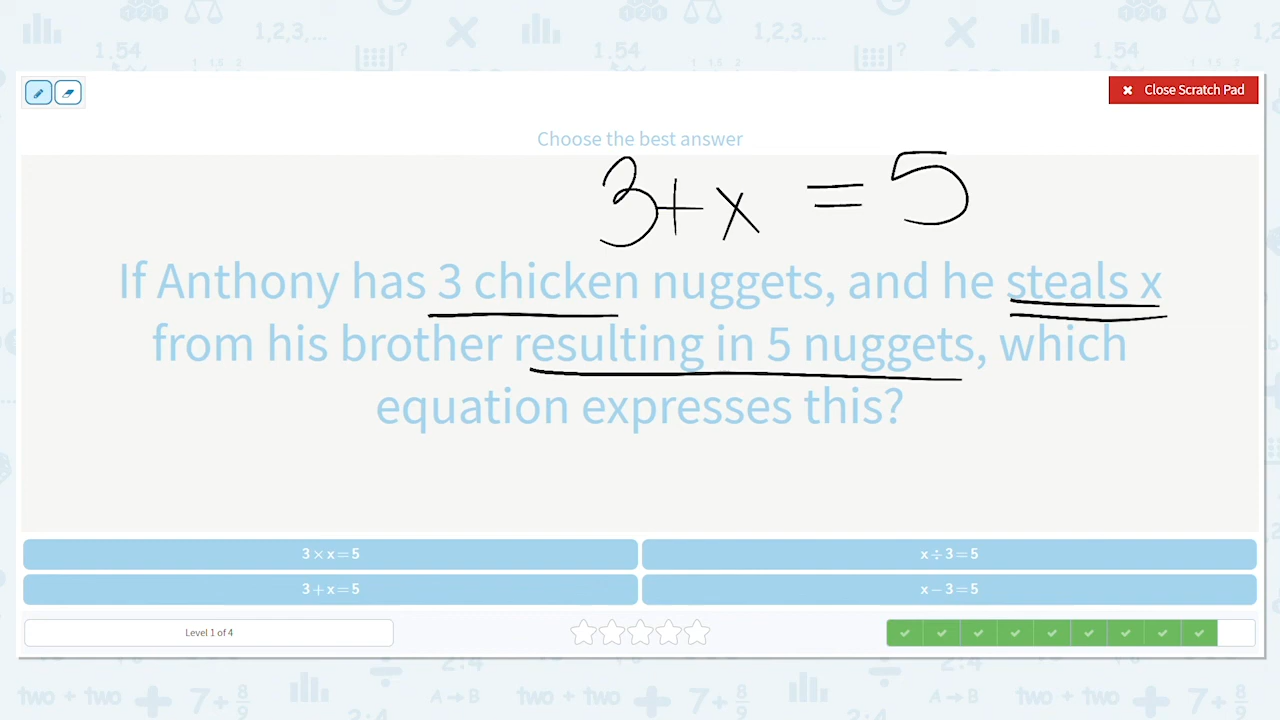 Close Scratch Pad
Choose the best answer
3+x = 5
If Anthony has 3 chicken nuggets, and he steals x
from his brother resulting in 5 nuggets, which
equation expresses this?
3 × x = 5
x ÷ 3 = 5
3 + x = 5
x − 3 = 5
Level 1 of 4